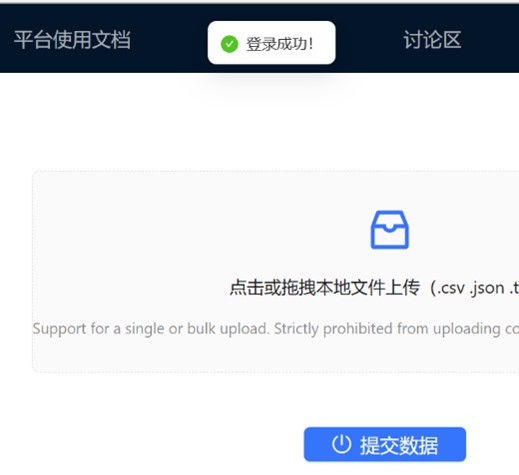 平台使用文档
登录成功！
讨论区
点击或拖拽本地文件上传（.csv .json .t
Support for a single or bulk upload. Strictly prohibited from uploading co
提交数据